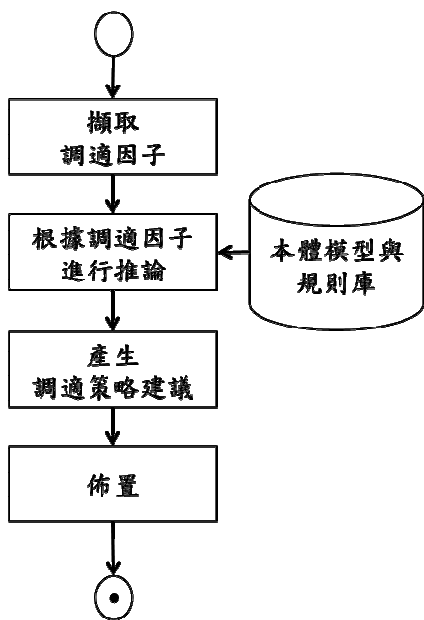 擷取
調適因子
根據調適因子
進行推論
本體模型與
規則庫
產生
調適策略建議
佈置